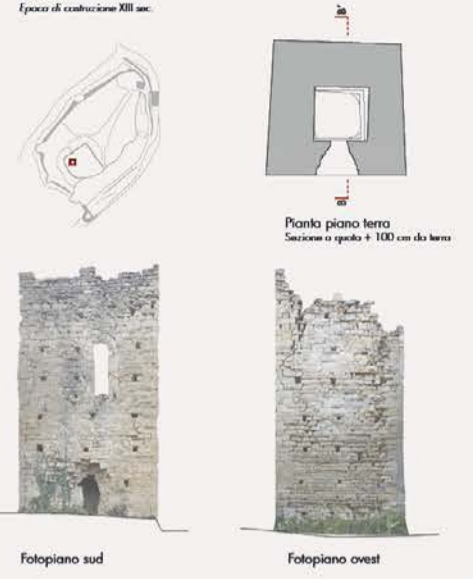 Epoca di costruzione XIII sec.
B'
B
Pianta piano terra
Sezione a quota + 100 cm da terra
Fotopiano sud
Fotopiano ovest